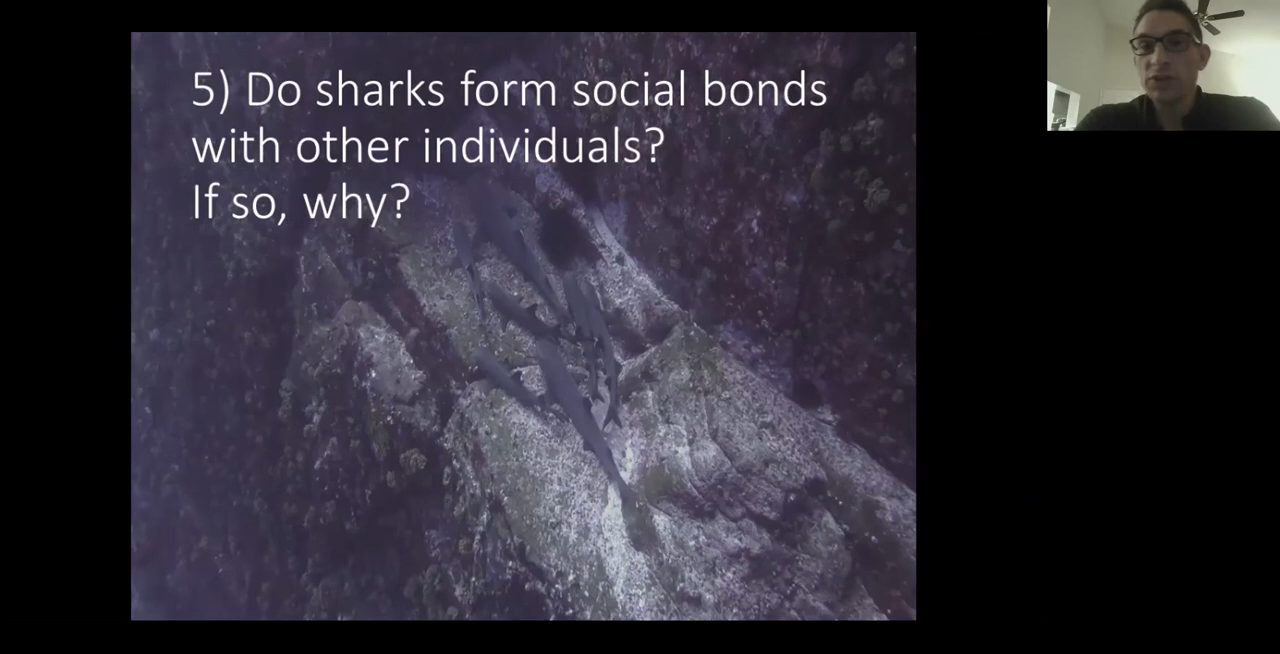 5) Do sharks form social bonds
with other individuals?
If so, why?